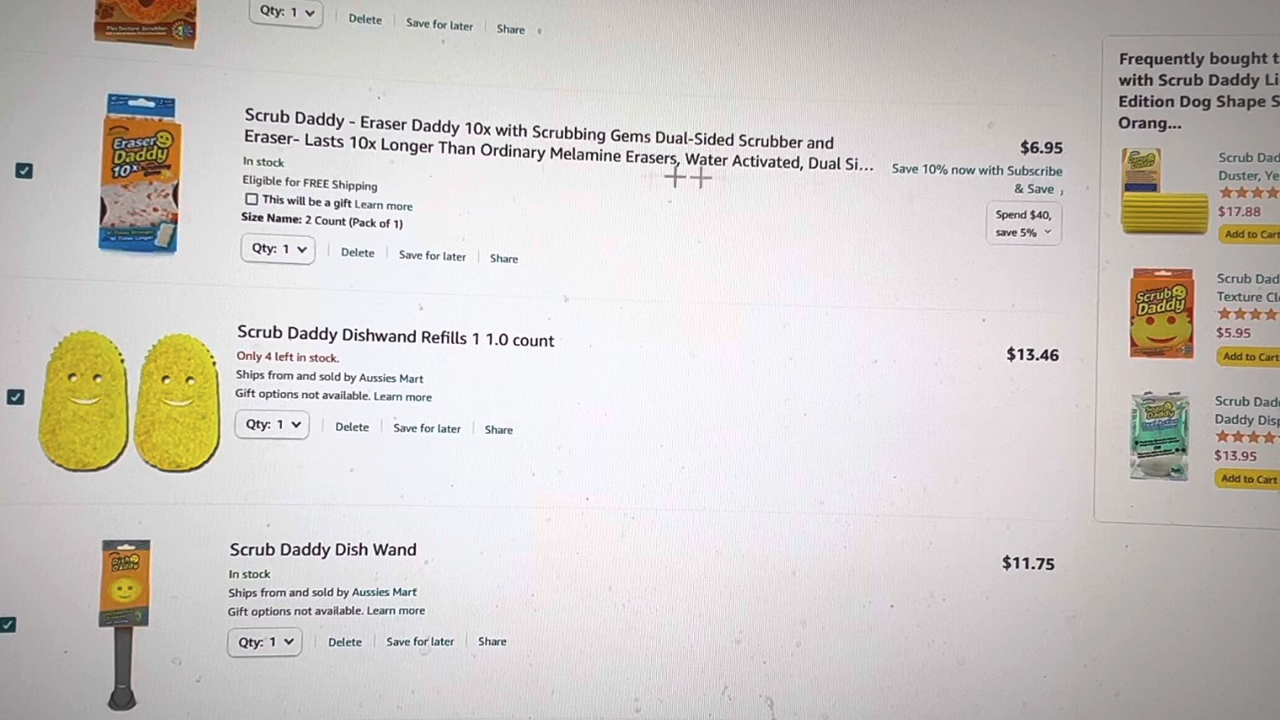 Qty: 1
Delete
Save for later
Share
Eraser
Daddy
10x
Scrub Daddy - Eraser Daddy 10x with Scrubbing Gems Dual-Sided Scrubber and
Eraser- Lasts 10x Longer Than Ordinary Melamine Erasers, Water Activated, Dual Si...
In stock
Eligible for FREE Shipping
This will be a gift Learn more
Size Name: 2 Count (Pack of 1)
Qty: 1
Delete
Save for later
Share
$6.95
Save 10% now with Subscribe
& Save
Spend $40,
save 5%
Scrub Daddy Dishwand Refills 1 1.0 count
Only 4 left in stock.
Ships from and sold by Aussies Mart
Gift options not available. Learn more
Qty: 1
Delete
Save for later
Share
$13.46
Dish
Daddy
Scrub Daddy Dish Wand
In stock
Ships from and sold by Aussies Mart
Gift options not available. Learn more
Qty: 1
Delete
Save for later
Share
$11.75
Frequently bought t
with Scrub Daddy Li
Edition Dog Shape S
Orang...
Scrub Dad
Duster, Ye
$17.88
Add to Cart
Scrub
Daddy
Scrub Dad
Texture Cl
$5.95
Add to Cart
Scrub Dad
Daddy Disp
$13.95
Add to Cart